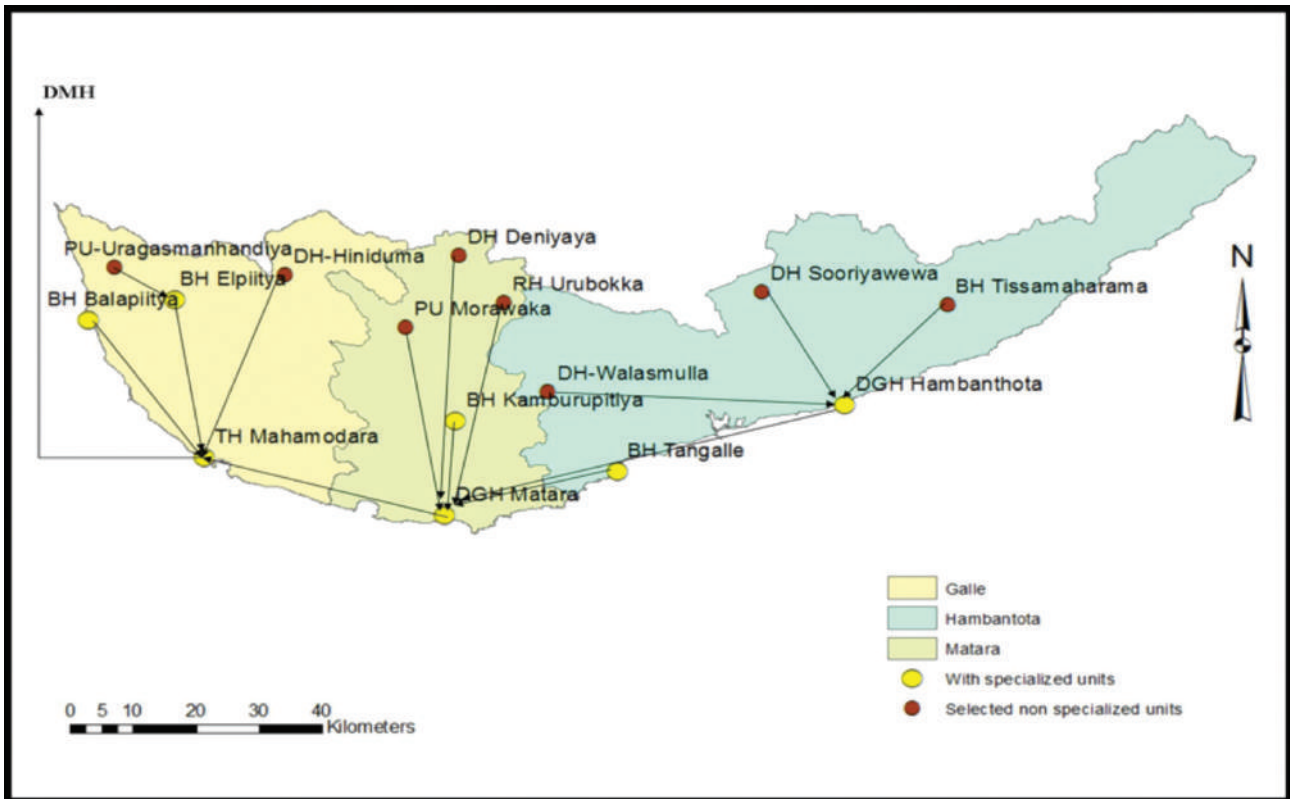 DMH
N
DH Deniyaya
PU-Uragasmanhandiya
DH-Hiniduma
DH Sooriyawewa
BH Elpiitya
RH Urubokka
BH Tissamaharama
BH Balapiitya
PU Morawaka
DH-Walasmulla
DGH Hambanthota
BH Kamburupitiya
TH Mahamodara
BH Tangalle
DGH Matara
Galle
Hambantota
Matara
With specialized units
Selected non specialized units
0 5 10 20 30 40
Kilometers